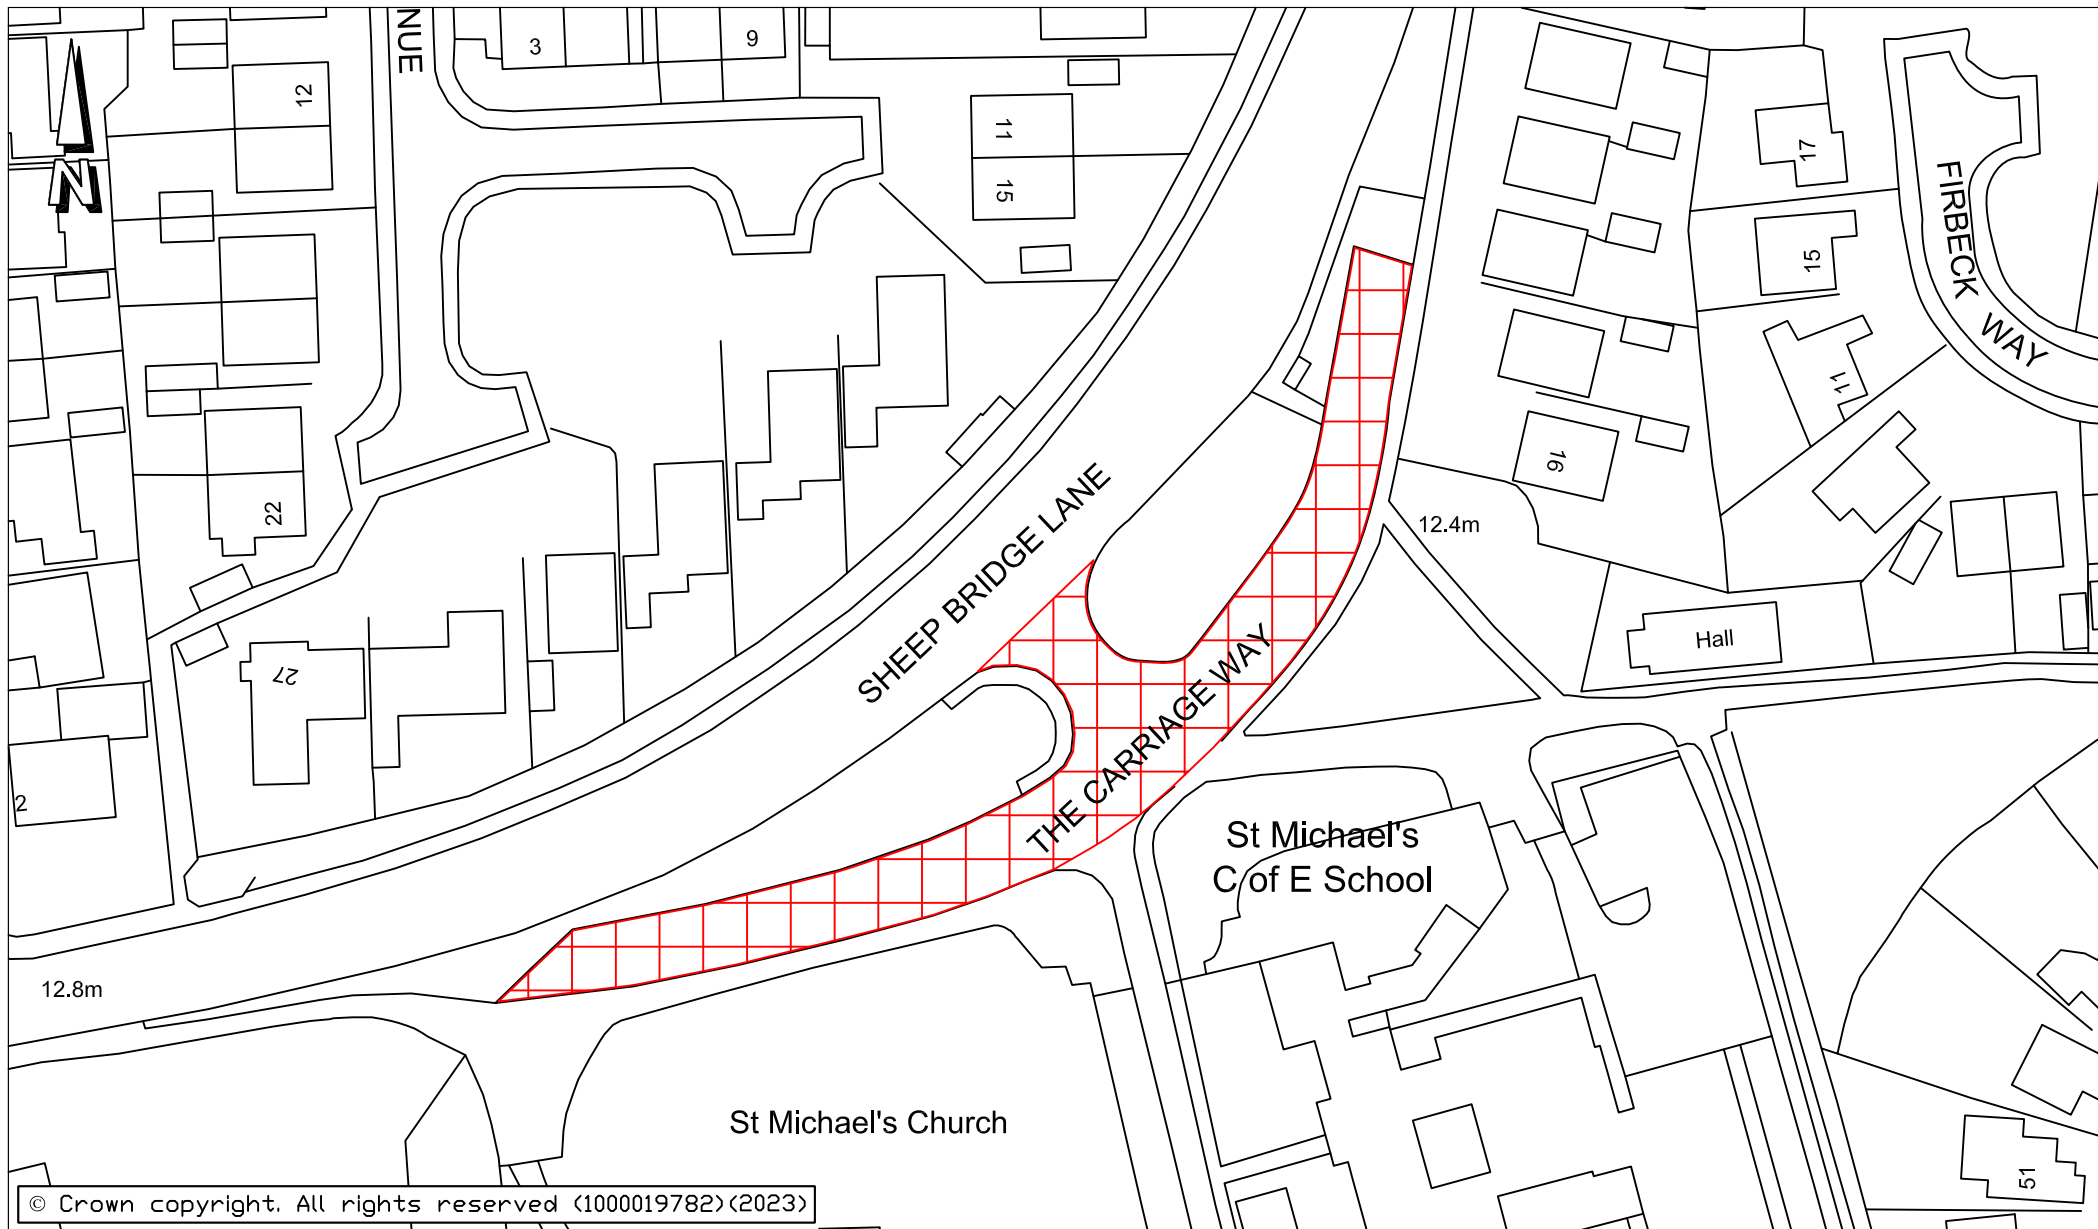 NUE
3
9
12
11
15
N
17
FIRBECK WAY
15
11
22
16
SHEEP BRIDGE LANE
12.4m
Hall
27
THE CARRIAGE WAY
2
St Michael's
C of E School
12.8m
St Michael's Church
51
© Crown copyright. All rights reserved (1000019782)(2023)